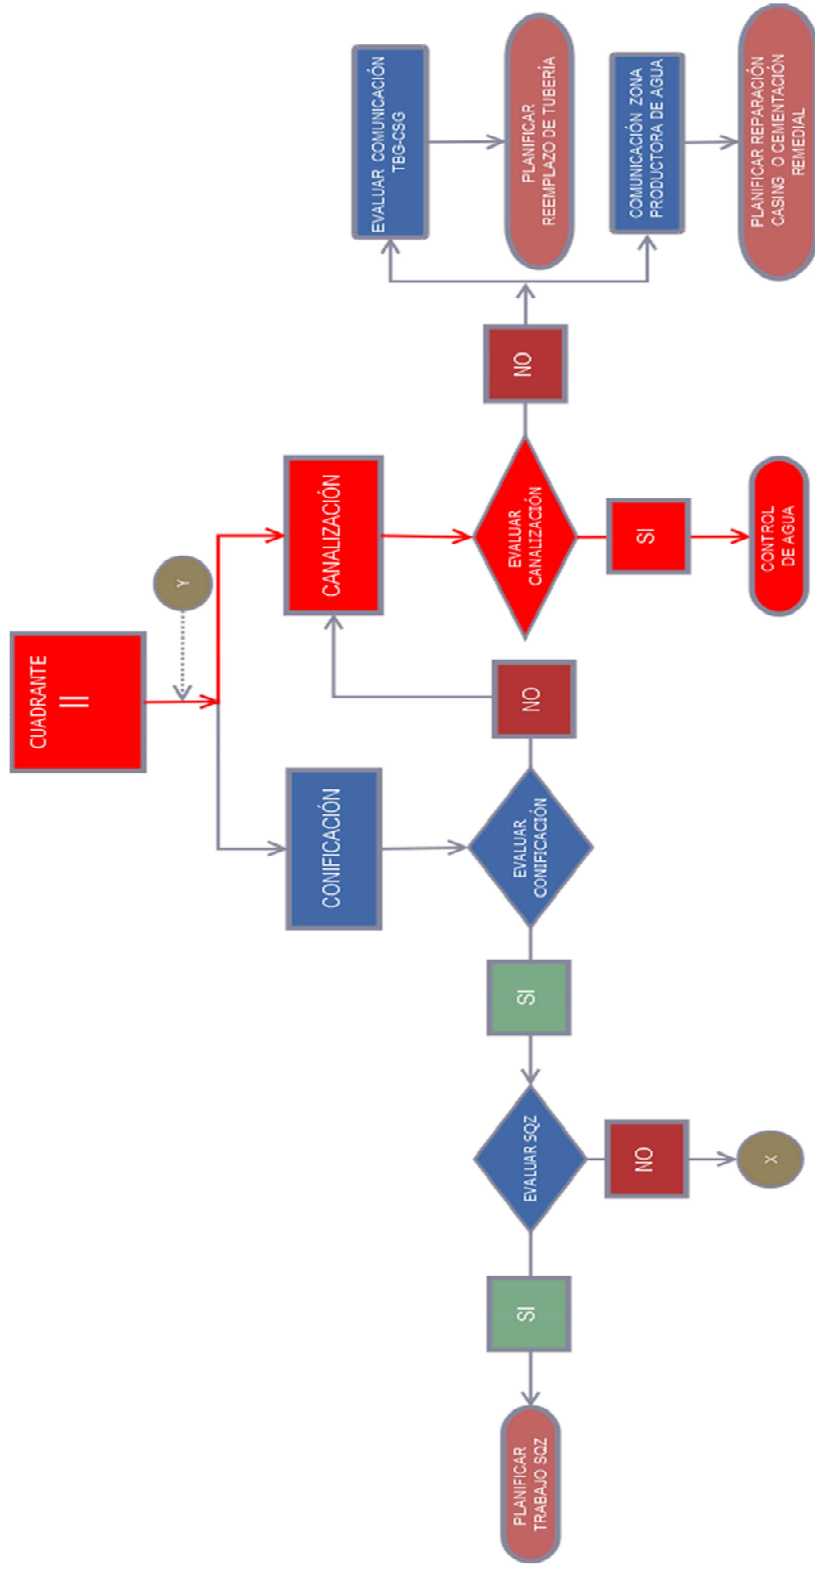 CUADRANTE
II
Y
CONIFICACIÓN
CANALIZACIÓN
EVALUAR
CONIFICACIÓN
NO
EVALUAR
CANALIZACIÓN
NO
EVALUAR COMUNICACIÓN
TBG-CSG
PLANIFICAR
REEMPLAZO DE TUBERÍA
COMUNICACIÓN ZONA
PRODUCTORA DE AGUA
PLANIFICAR REPARACIÓN
CASING O CEMENTACIÓN
REMEDIAL
SI
CONTROL
DE AGUA
SI
EVALUAR SQZ
NO
X
SI
PLANIFICAR
TRABAJO SQZ